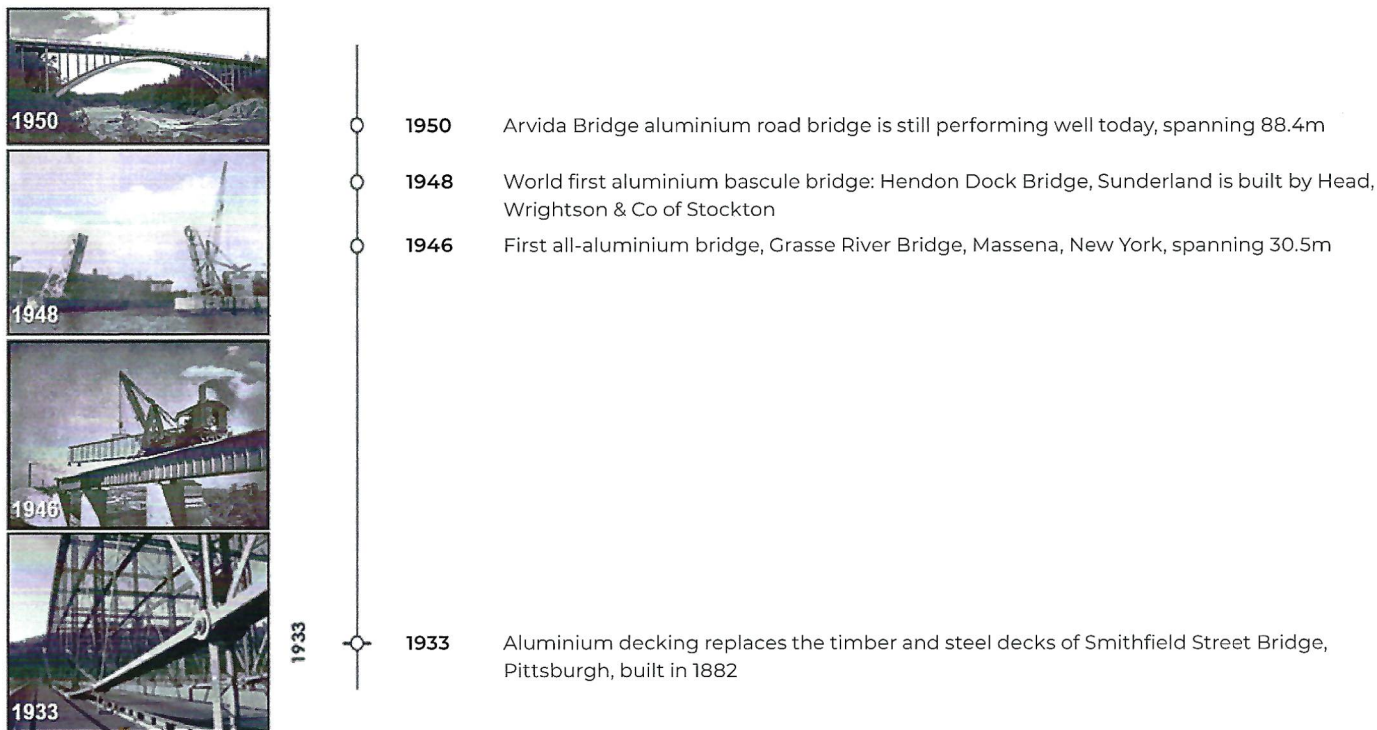 1950
1948
1946
1933
1933
1950 Arvida Bridge aluminium road bridge is still performing well today, spanning 88.4m
1948 World first aluminium bascule bridge: Hendon Dock Bridge, Sunderland is built by Head,
Wrightson & Co of Stockton
1946 First all-aluminium bridge, Grasse River Bridge, Massena, New York, spanning 30.5m
1933 Aluminium decking replaces the timber and steel decks of Smithfield Street Bridge,
Pittsburgh, built in 1882